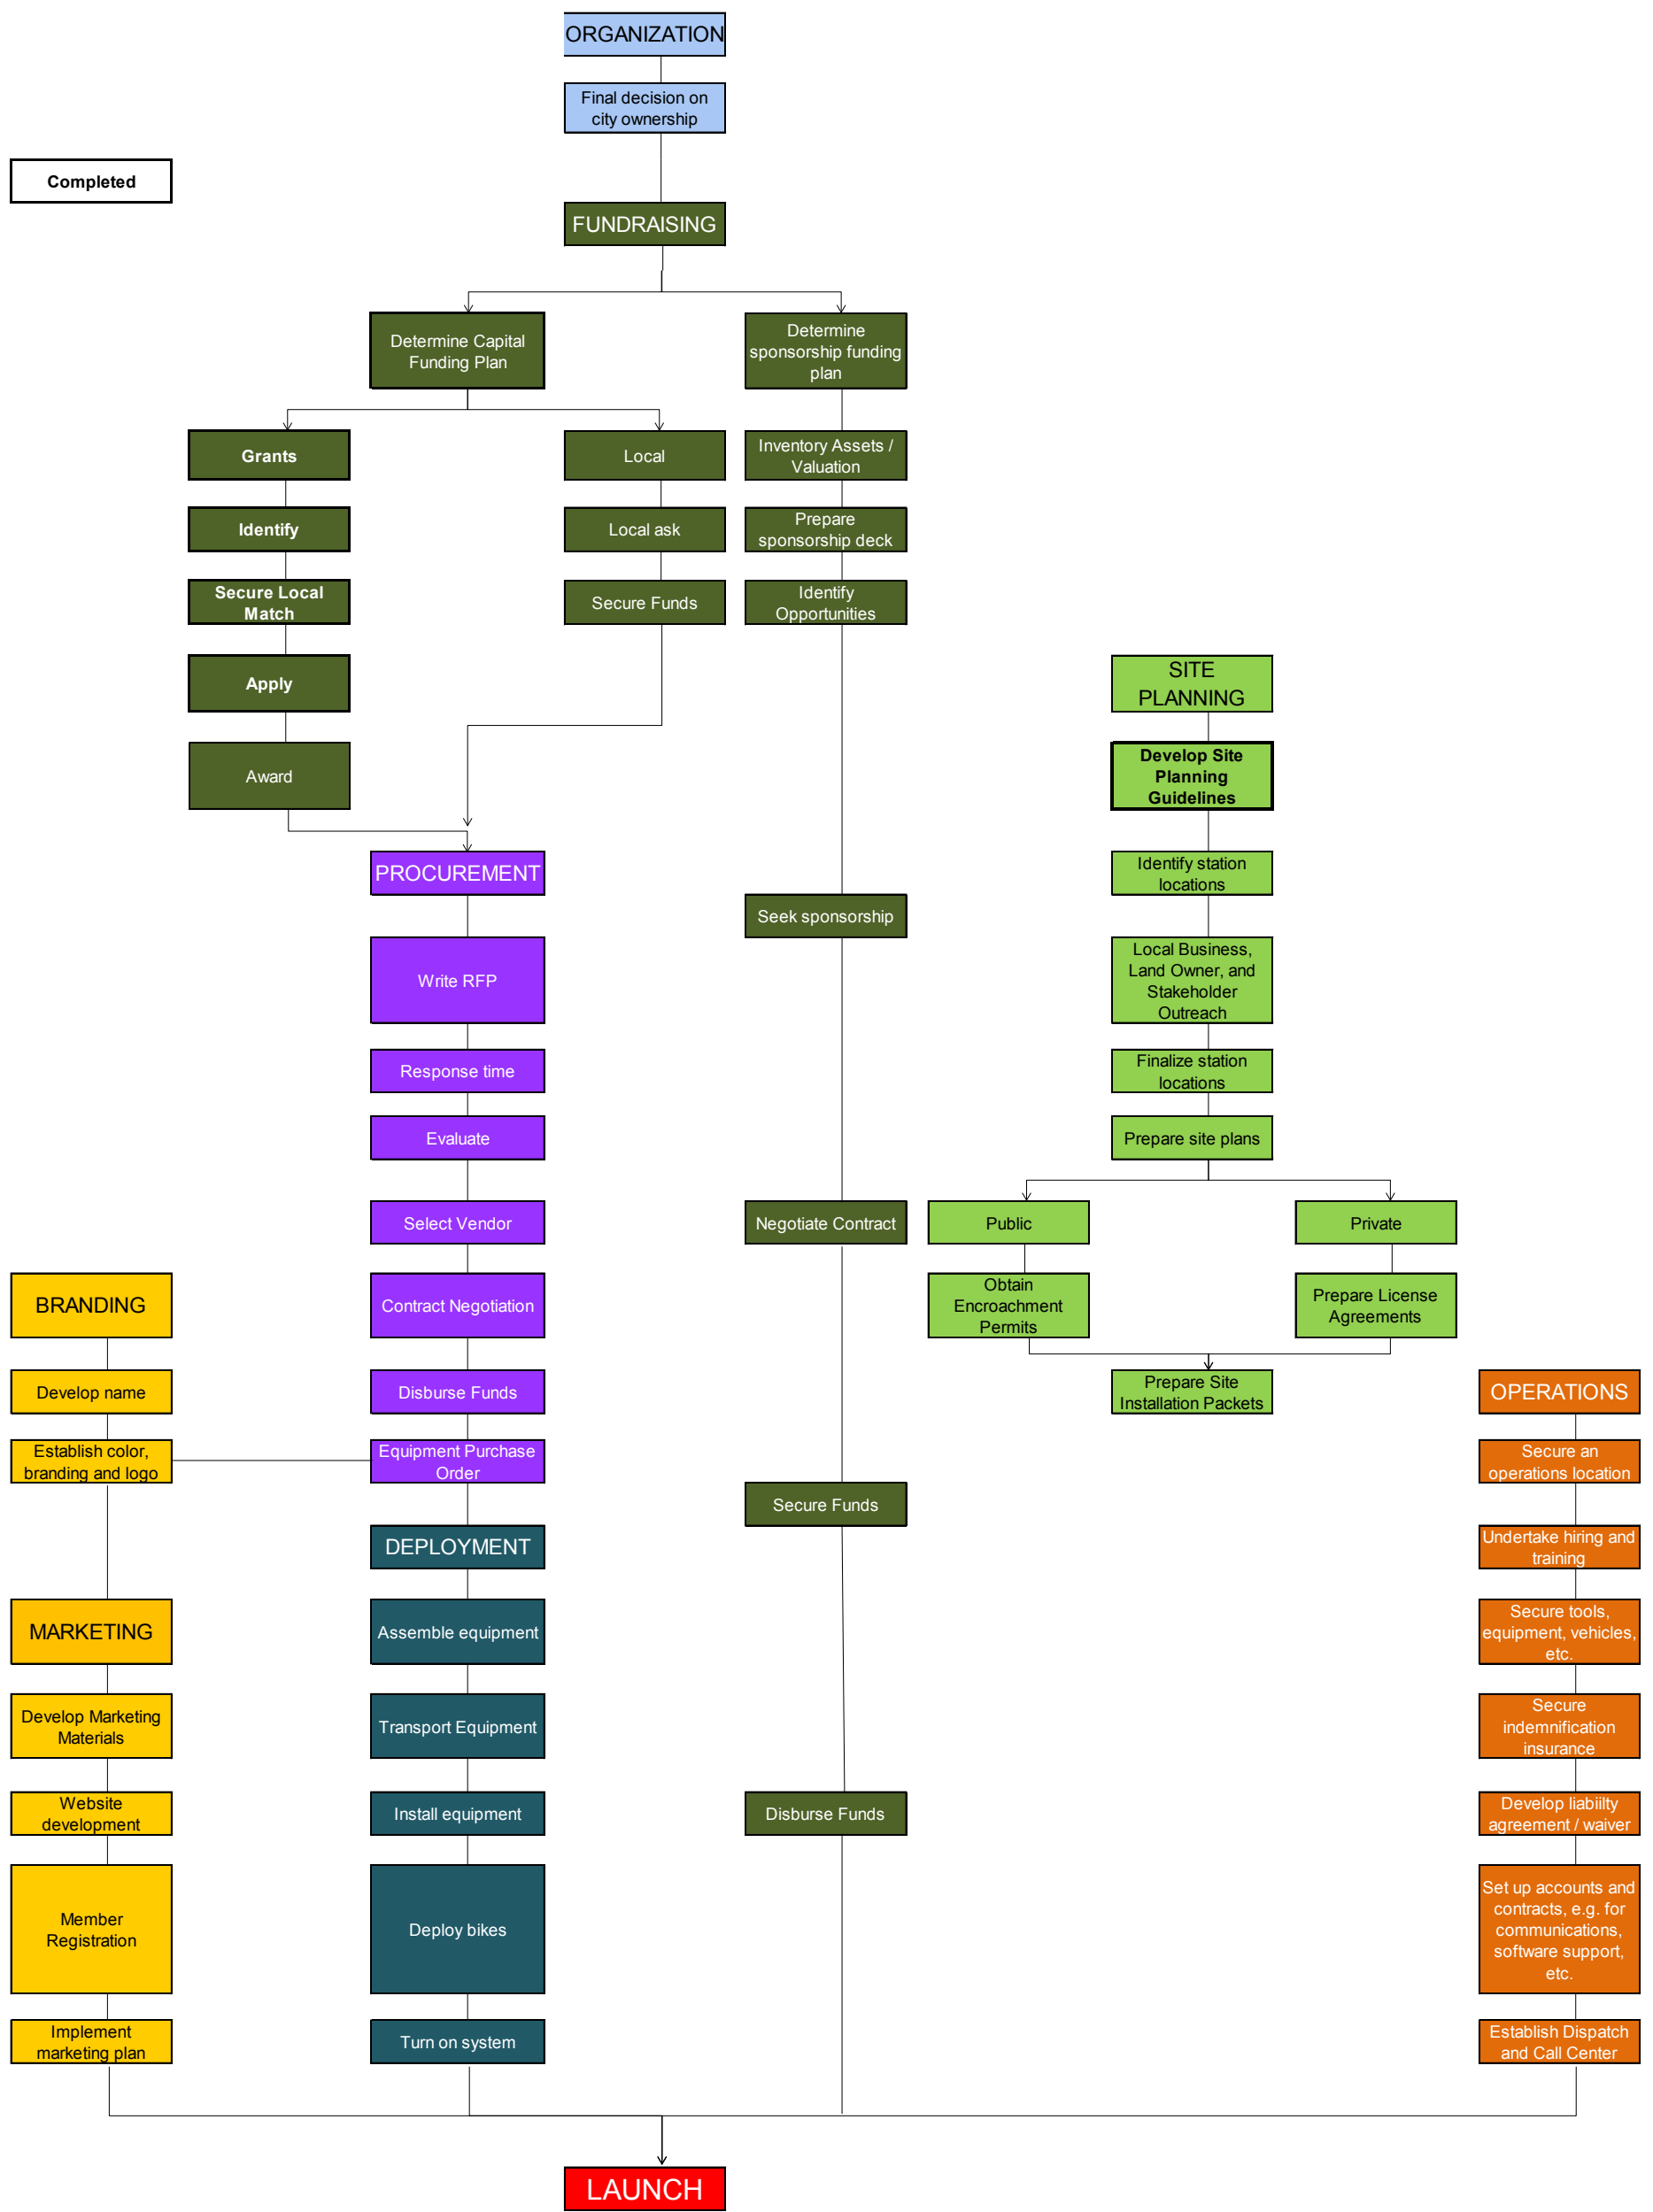 ORGANIZATION
Final decision on
city ownership
Completed
FUNDRAISING
Determine Capital
Funding Plan
Determine
sponsorship funding
plan
Grants
Local
Inventory Assets /
Valuation
Identify
Local ask
Prepare
sponsorship deck
Secure Local
Match
Secure Funds
Identify
Opportunities
Apply
SITE
PLANNING
Award
Develop Site
Planning
Guidelines
PROCUREMENT
Identify station
locations
Seek sponsorship
Write RFP
Local Business,
Land Owner, and
Stakeholder
Outreach
Response time
Finalize station
locations
Evaluate
Prepare site plans
Select Vendor
Negotiate Contract
Public
Private
BRANDING
Contract Negotiation
Obtain
Encroachment
Permits
Prepare License
Agreements
Develop name
Disburse Funds
Prepare Site
Installation Packets
OPERATIONS
Establish color,
branding and logo
Equipment Purchase
Order
Secure an
operations location
Secure Funds
DEPLOYMENT
Undertake hiring and
training
MARKETING
Assemble equipment
Secure tools,
equipment, vehicles,
etc.
Develop Marketing
Materials
Transport Equipment
Secure
indemnification
insurance
Website
development
Install equipment
Disburse Funds
Develop liabiilty
agreement / waiver
Member
Registration
Deploy bikes
Set up accounts and
contracts, e.g. for
communications,
software support,
etc.
Implement
marketing plan
Turn on system
Establish Dispatch
and Call Center
LAUNCH